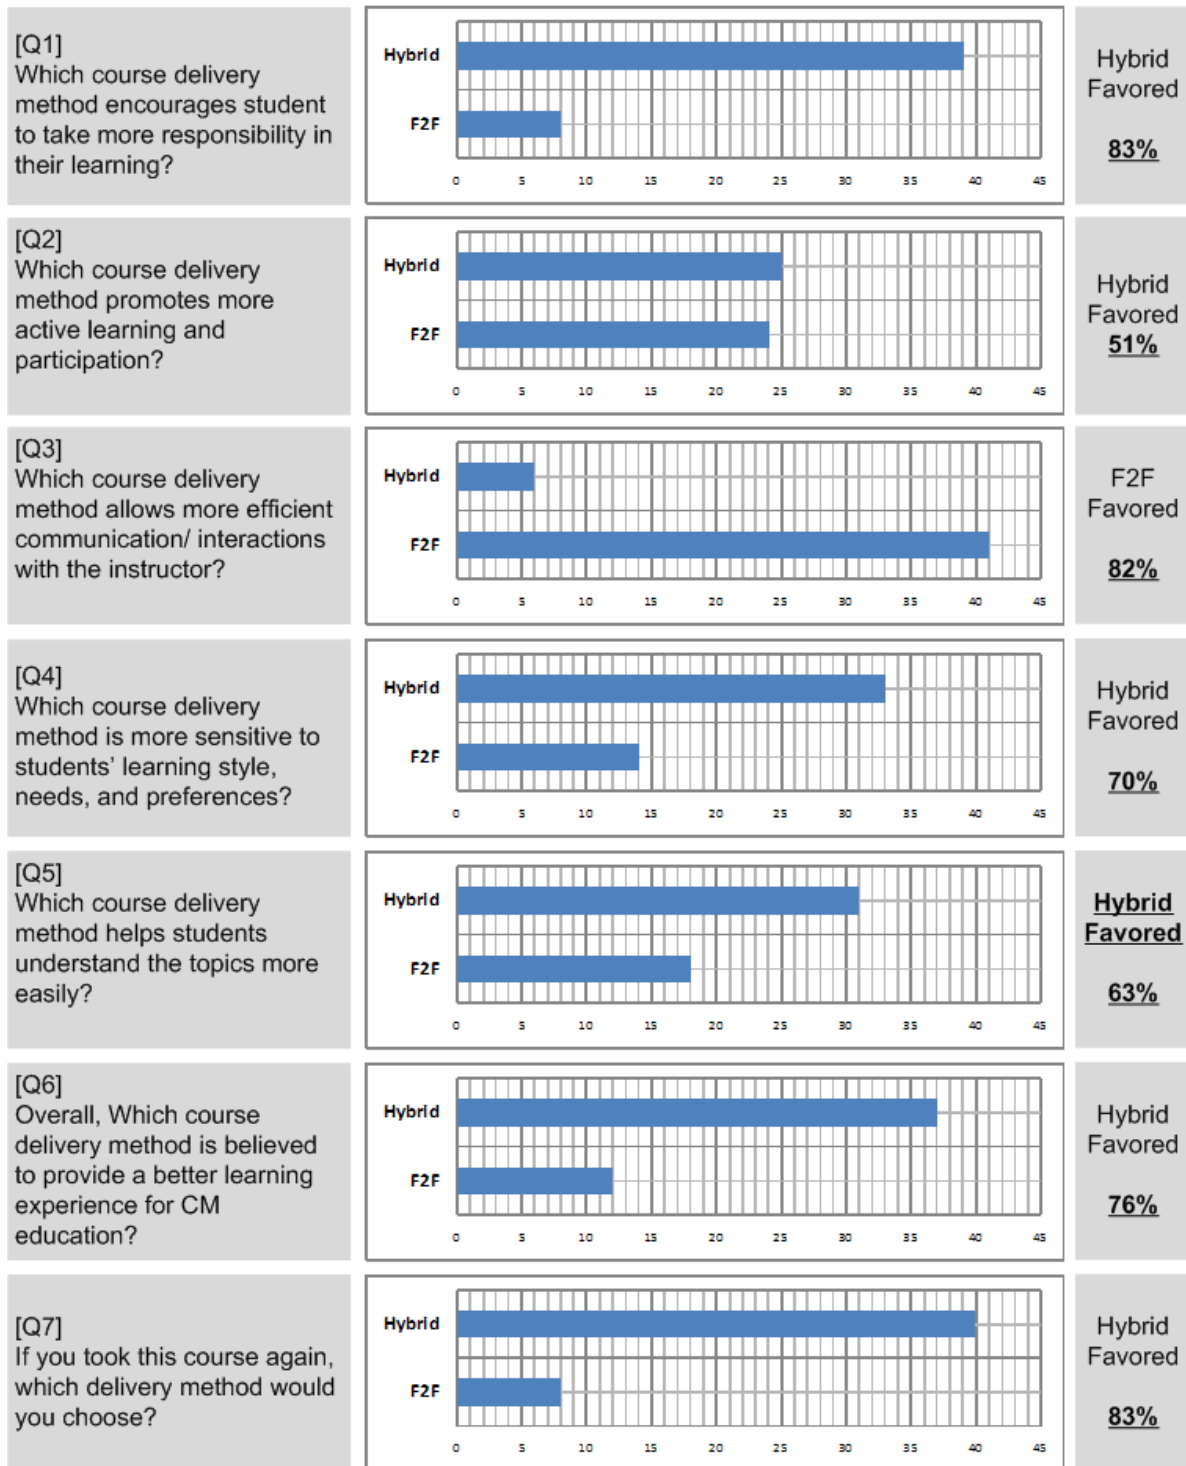 [Q1]
Which course delivery
method encourages student
to take more responsibility in
their learning?
Hybrid
F2F
0 5 10 15 20 25 30 35 40 45
Hybrid
Favored
83%
[Q2]
Which course delivery
method promotes more
active learning and
participation?
Hybrid
F2F
0 5 10 15 20 25 30 35 40 45
Hybrid
Favored
51%
[Q3]
Which course delivery
method allows more efficient
communication/ interactions
with the instructor?
Hybrid
F2F
0 5 10 15 20 25 30 35 40 45
F2F
Favored
82%
[Q4]
Which course delivery
method is more sensitive to
students’ learning style,
needs, and preferences?
Hybrid
F2F
0 5 10 15 20 25 30 35 40 45
Hybrid
Favored
70%
[Q5]
Which course delivery
method helps students
understand the topics more
easily?
Hybrid
F2F
0 5 10 15 20 25 30 35 40 45
Hybrid
Favored
63%
[Q6]
Overall, Which course
delivery method is believed
to provide a better learning
experience for CM
education?
Hybrid
F2F
0 5 10 15 20 25 30 35 40 45
Hybrid
Favored
76%
[Q7]
If you took this course again,
which delivery method would
you choose?
Hybrid
F2F
0 5 10 15 20 25 30 35 40 45
Hybrid
Favored
83%